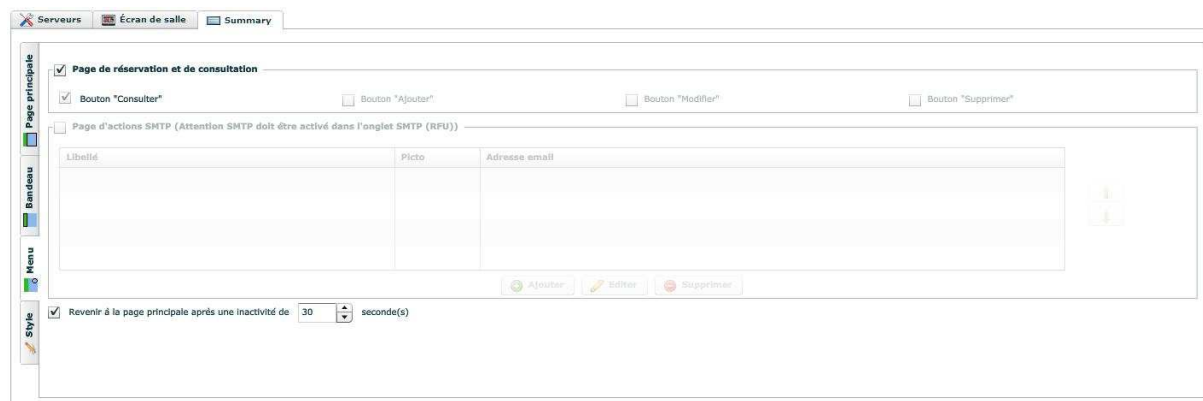 Serveurs
Écran de salle
Summary
Page principale
Bandeau
Menu
Style
Page de réservation et de consultation
Bouton "Consulter"
Bouton "Ajouter"
Bouton "Modifier"
Bouton "Supprimer"
Page d'actions SMTP (Attention SMTP doit être activé dans l'onglet SMTP (RFU))
Libellé
Picto
Adresse email
Ajouter
Editer
Supprimer
Revenir á la page principale aprés une inactivité de 30 seconde(s)